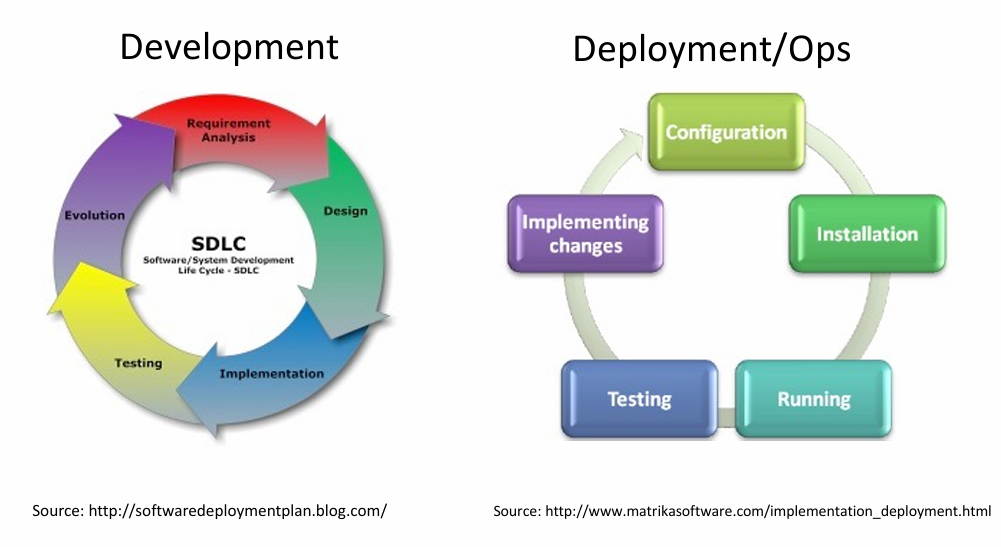 Development
Requirement
Analysis
Design
Implementation
Testing
Evolution
SDLC
Software/System Development
Life Cycle - SDLC
Source: http://softwaredeploymentplan.blog.com/
Deployment/Ops
Configuration
Installation
Running
Testing
Implementing
changes
Source: http://www.matrikasoftware.com/implementation_deployment.html